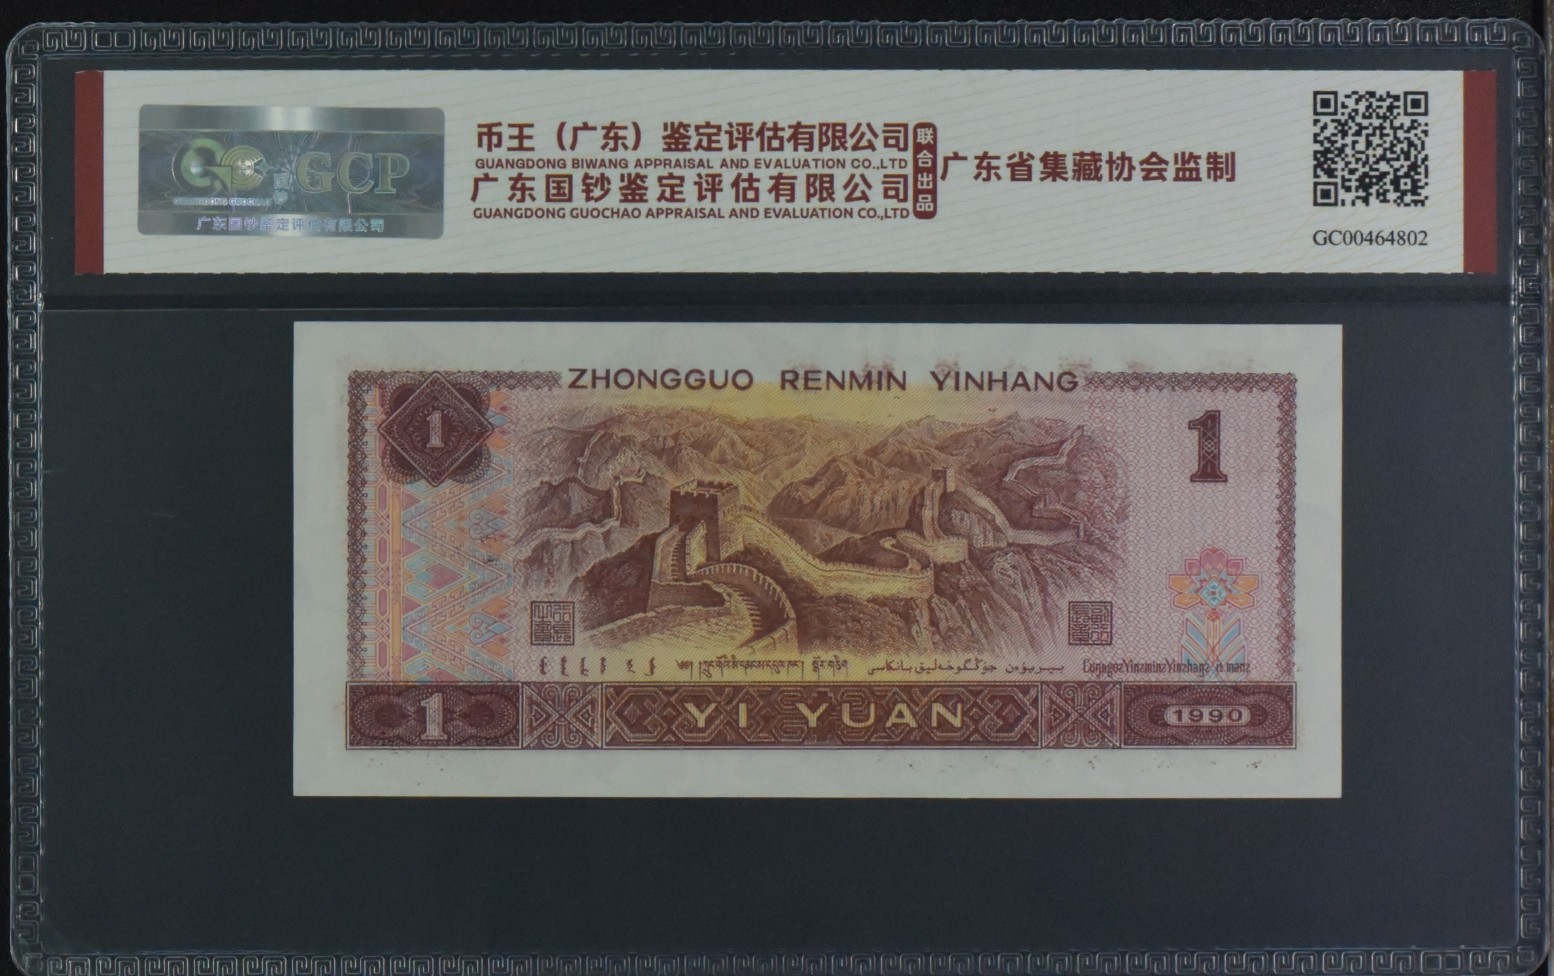 GCP
广东国钞鉴定评估有限公司
币王（广东）鉴定评估有限公司
GUANGDONG BIWANG APPRAISAL AND EVALUATION CO.,LTD
广东国钞鉴定评估有限公司
GUANGDONG GUOCHAO APPRAISAL AND EVALUATION CO.,LTD
联合出品
广东省集藏协会监制
GC00464802
ZHONGGUO RENMIN YINHANG
1
1
1
YI YUAN
1990